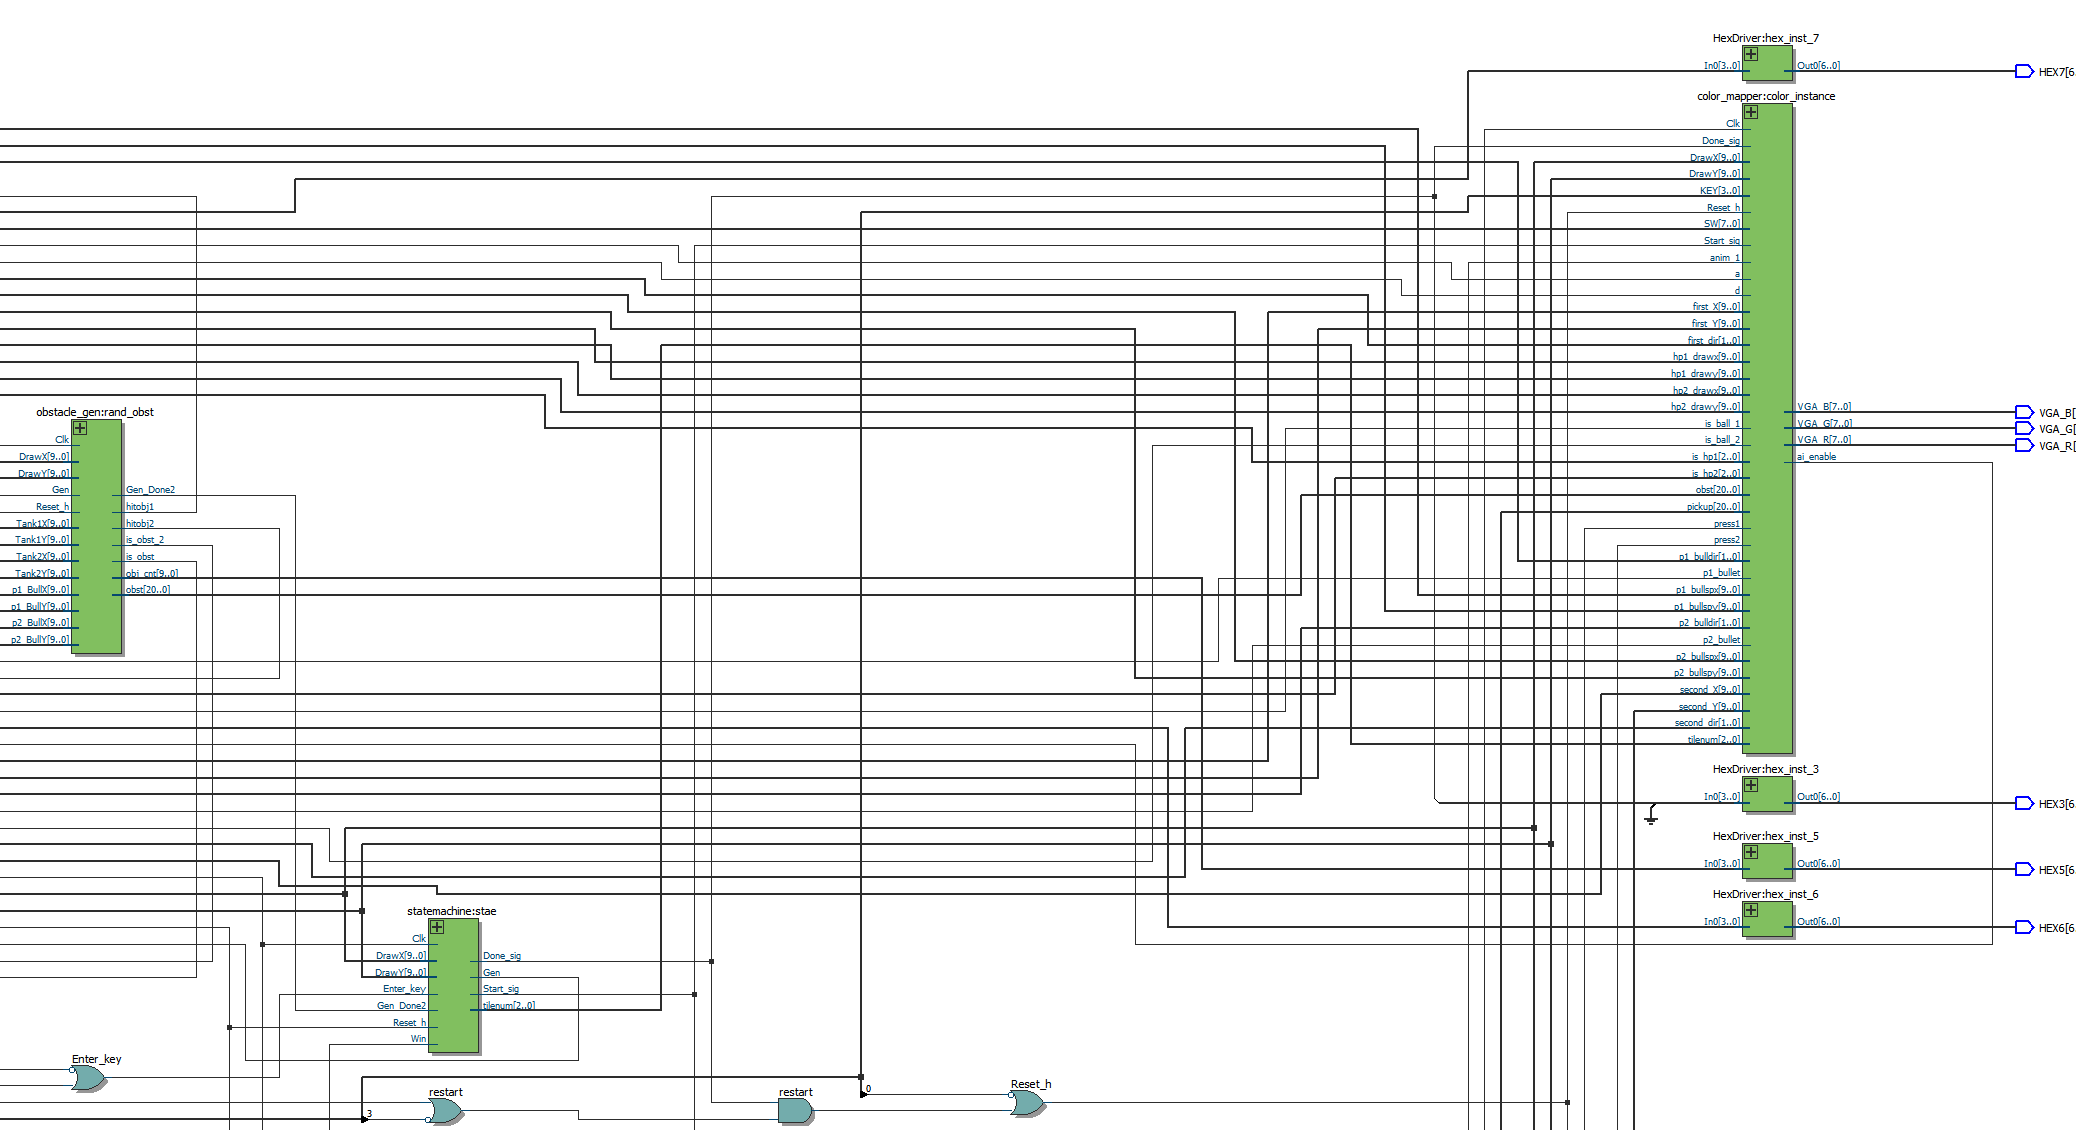 HexDriver:hex_inst_7
In0[3..0]
Out0[6..0]
HEX7[6.
color_mapper:color_instance
Clk
Done_sig
DrawX[9..0]
DrawY[9..0]
KEY[3..0]
Reset_h
SW[7..0]
Start_sig
anim_1
a
d
first_X[9..0]
first_Y[9..0]
first_dir[1..0]
hp1_drawx[9..0]
hp1_drawy[9..0]
hp2_drawx[9..0]
hp2_drawy[9..0]
is_ball_1
is_ball_2
is_hp1[2..0]
is_hp2[2..0]
obst[20..0]
pickup[20..0]
press1
press2
p1_bulldir[1..0]
p1_bullet
p1_bullspx[9..0]
p1_bullspy[9..0]
p2_bulldir[1..0]
p2_bullet
p2_bullspx[9..0]
p2_bullspy[9..0]
second_X[9..0]
second_Y[9..0]
second_dir[1..0]
tilenum[2..0]
VGA_B[7..0]
VGA_G[7..0]
VGA_R[7..0]
ai_enable
VGA_B[
VGA_G[
VGA_R[
obstacle_gen:rand_obst
Clk
DrawX[9..0]
DrawY[9..0]
Gen
Reset_h
Tank1X[9..0]
Tank1Y[9..0]
Tank2X[9..0]
Tank2Y[9..0]
p1_BullX[9..0]
p1_BullY[9..0]
p2_BullX[9..0]
p2_BullY[9..0]
Gen_Done2
hitobj1
hitobj2
is_obst_2
is_obst
obj_cnt[9..0]
obst[20..0]
HexDriver:hex_inst_3
In0[3..0]
Out0[6..0]
HEX3[6.
HexDriver:hex_inst_5
In0[3..0]
Out0[6..0]
HEX5[6.
HexDriver:hex_inst_6
In0[3..0]
Out0[6..0]
HEX6[6.
statemachine:stae
Clk
DrawX[9..0]
DrawY[9..0]
Enter_key
Gen_Done2
Reset_h
Win
Done_sig
Gen
Start_sig
tilenum[2..0]
Enter_key
restart
3
restart
0
Reset_h